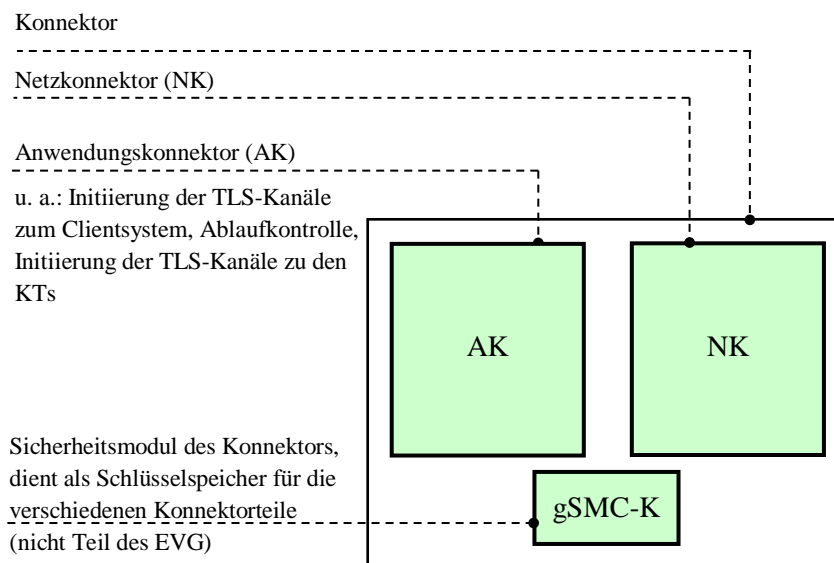 Konnektor
Netzkonnektor (NK)
Anwendungskonnektor (AK)
u. a.: Initiierung der TLS-Kanäle
zum Clientsystem, Ablaufkontrolle,
Initiierung der TLS-Kanäle zu den
KTs
AK
NK
Sicherheitsmodul des Konnektors,
dient als Schlüsselspeicher für die
verschiedenen Konnektorteile
(nicht Teil des EVG)
gSMC-K